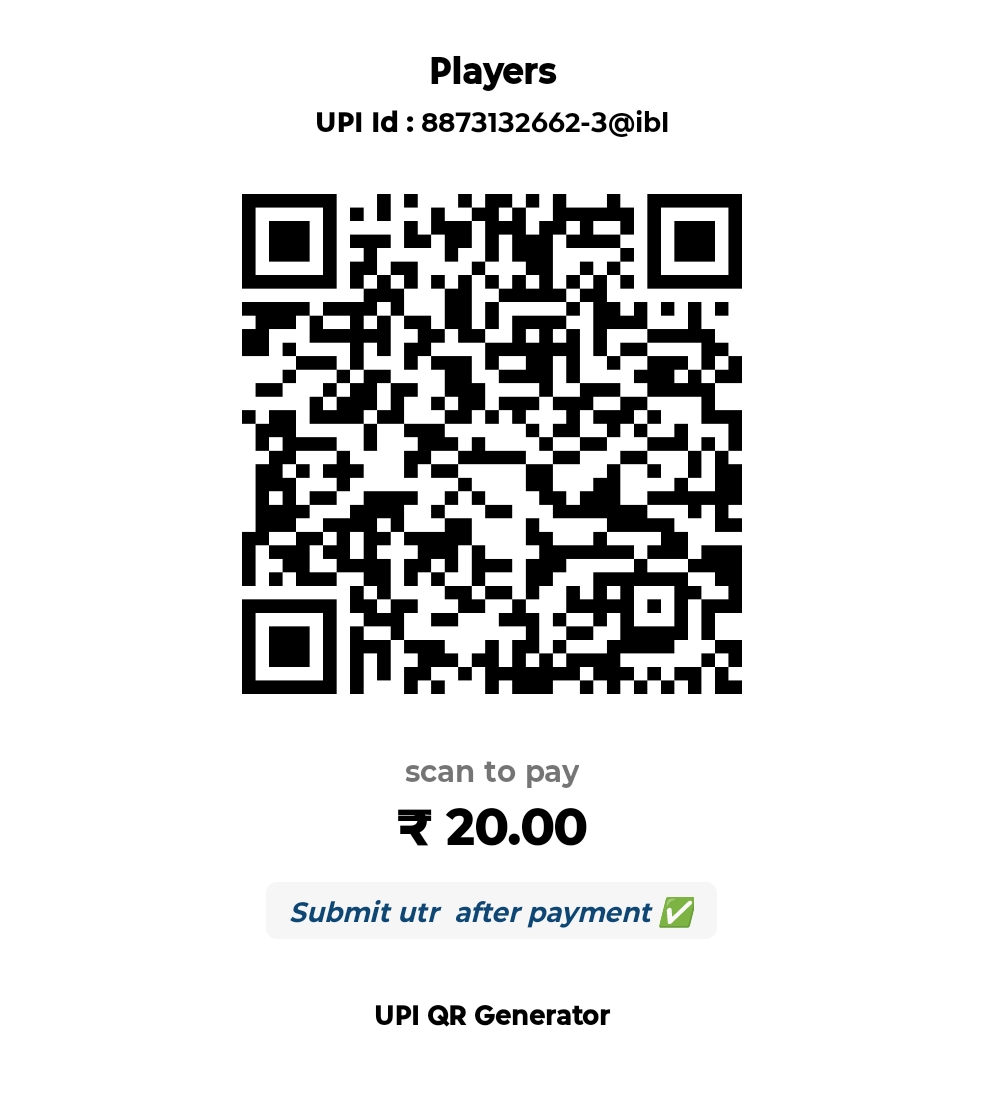 Players
UPI Id : 8873132662-3@ibl
scan to pay
₹ 20.00
Submit utr after payment ✅
UPI QR Generator